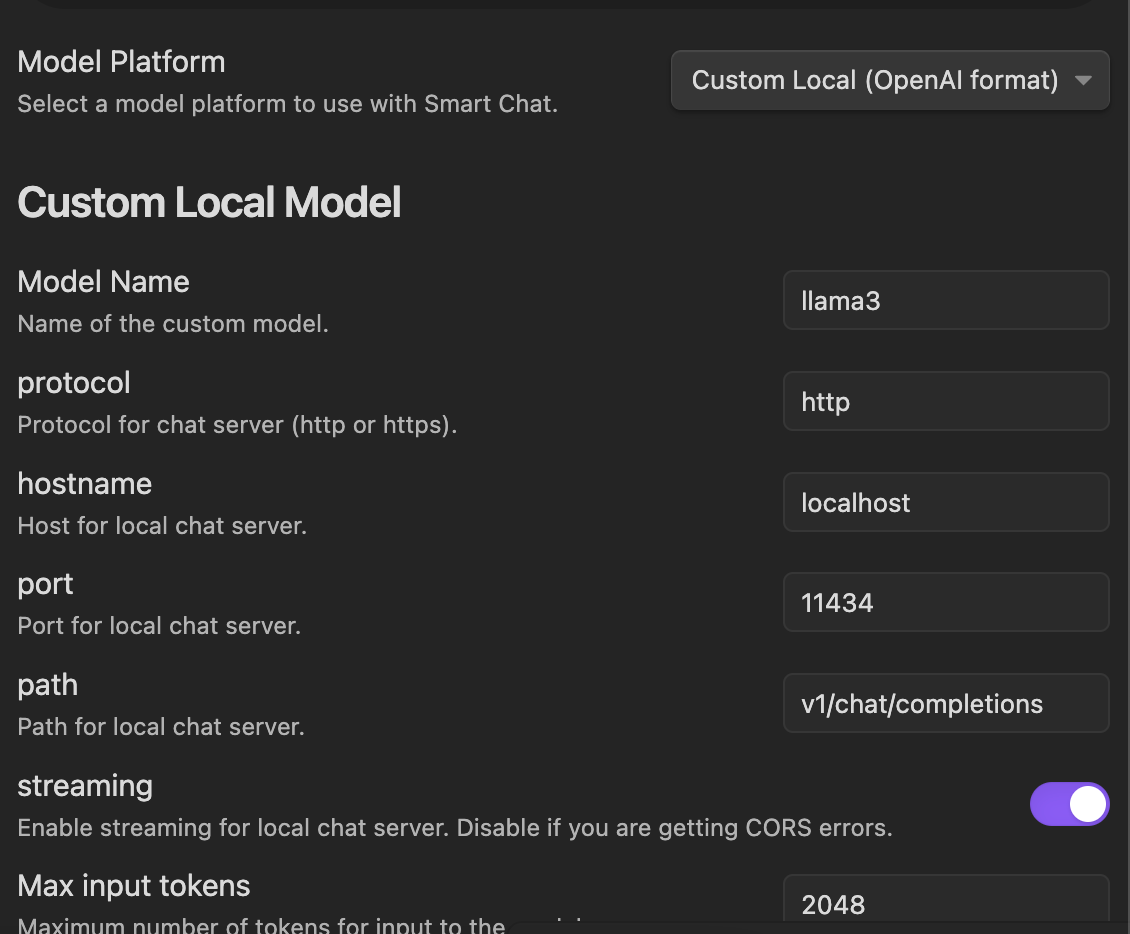 Model Platform
Select a model platform to use with Smart Chat.
Custom Local (OpenAI format)
Custom Local Model
Model Name
Name of the custom model.
llama3
protocol
Protocol for chat server (http or https).
http
hostname
Host for local chat server.
localhost
port
Port for local chat server.
11434
path
Path for local chat server.
v1/chat/completions
streaming
Enable streaming for local chat server. Disable if you are getting CORS errors.
Max input tokens
Maximum number of tokens for input to the
2048